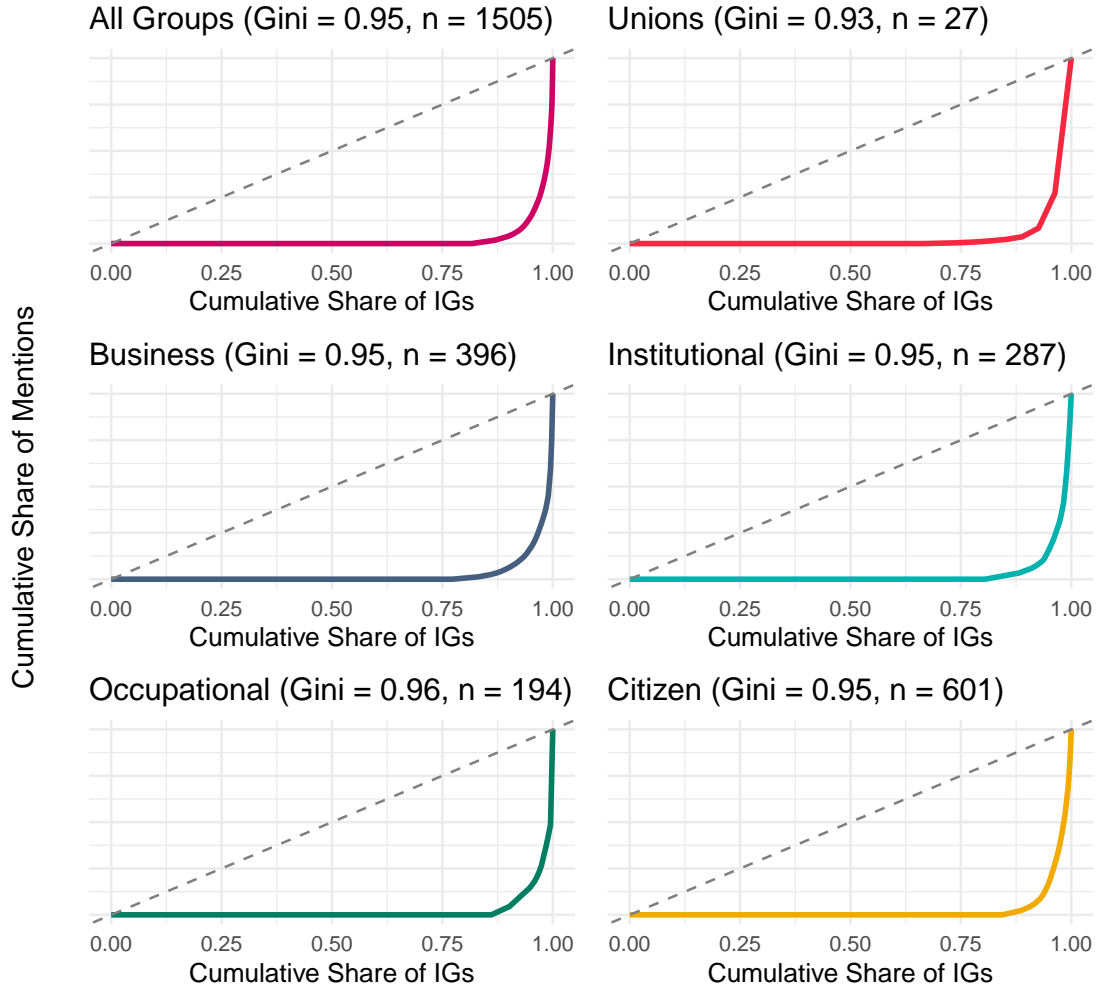 All Groups (Gini = 0.95, n = 1505)
0.00 0.25 0.50 0.75 1.00
Cumulative Share of IGs
Unions (Gini = 0.93, n = 27)
0.00 0.25 0.50 0.75 1.00
Cumulative Share of IGs
Cumulative Share of Mentions
Business (Gini = 0.95, n = 396)
0.00 0.25 0.50 0.75 1.00
Cumulative Share of IGs
Institutional (Gini = 0.95, n = 287)
0.00 0.25 0.50 0.75 1.00
Cumulative Share of IGs
Occupational (Gini = 0.96, n = 194)
0.00 0.25 0.50 0.75 1.00
Cumulative Share of IGs
Citizen (Gini = 0.95, n = 601)
0.00 0.25 0.50 0.75 1.00
Cumulative Share of IGs